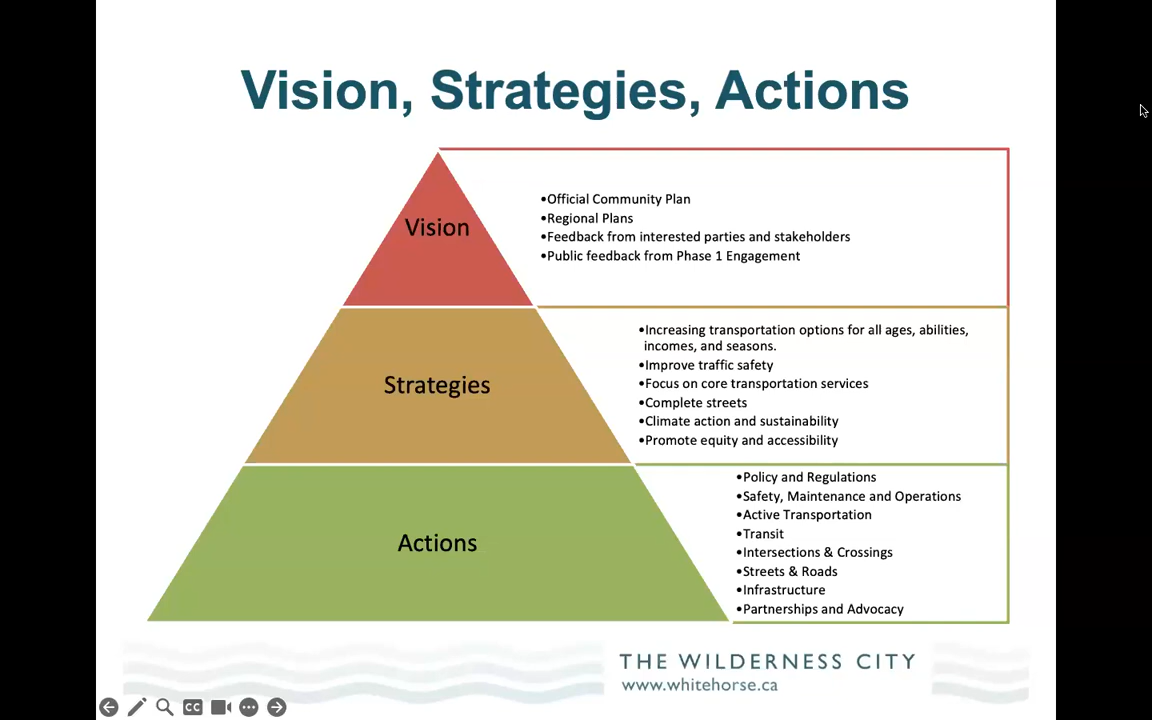 Vision, Strategies, Actions
Vision
•Official Community Plan
•Regional Plans
•Feedback from interested parties and stakeholders
•Public feedback from Phase 1 Engagement
Strategies
•Increasing transportation options for all ages, abilities,
incomes, and seasons.
•Improve traffic safety
•Focus on core transportation services
•Complete streets
•Climate action and sustainability
•Promote equity and accessibility
Actions
•Policy and Regulations
•Safety, Maintenance and Operations
•Active Transportation
•Transit
•Intersections & Crossings
•Streets & Roads
•Infrastructure
•Partnerships and Advocacy
THE WILDERNESS CITY
www.whitehorse.ca
CC